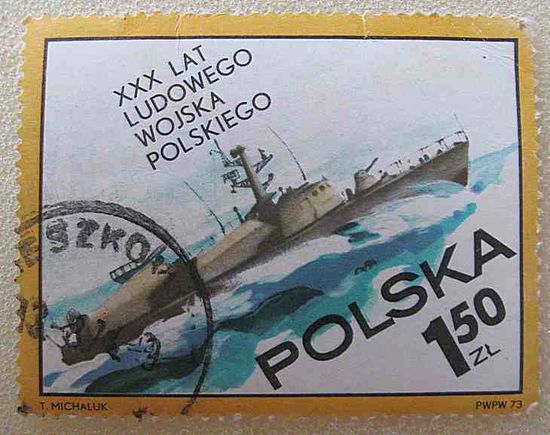 XXX LAT
LUDOWEGO
WOJSKA
POLSKIEGO
POLSKA
1.50
ZŁ
T. MICHALUK
PWPW 73